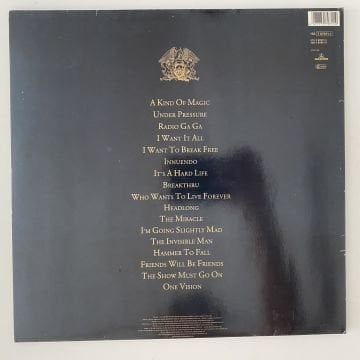 A Kind Of Magic
Under Pressure
Radio Ga Ga
I Want It All
I Want To Break Free
Innuendo
It's A Hard Life
Breakthru
Who Wants To Live Forever
Headlong
The Miracle
I'm Going Slightly Mad
The Invisible Man
Hammer To Fall
Friends Will Be Friends
The Show Must Go On
One Vision